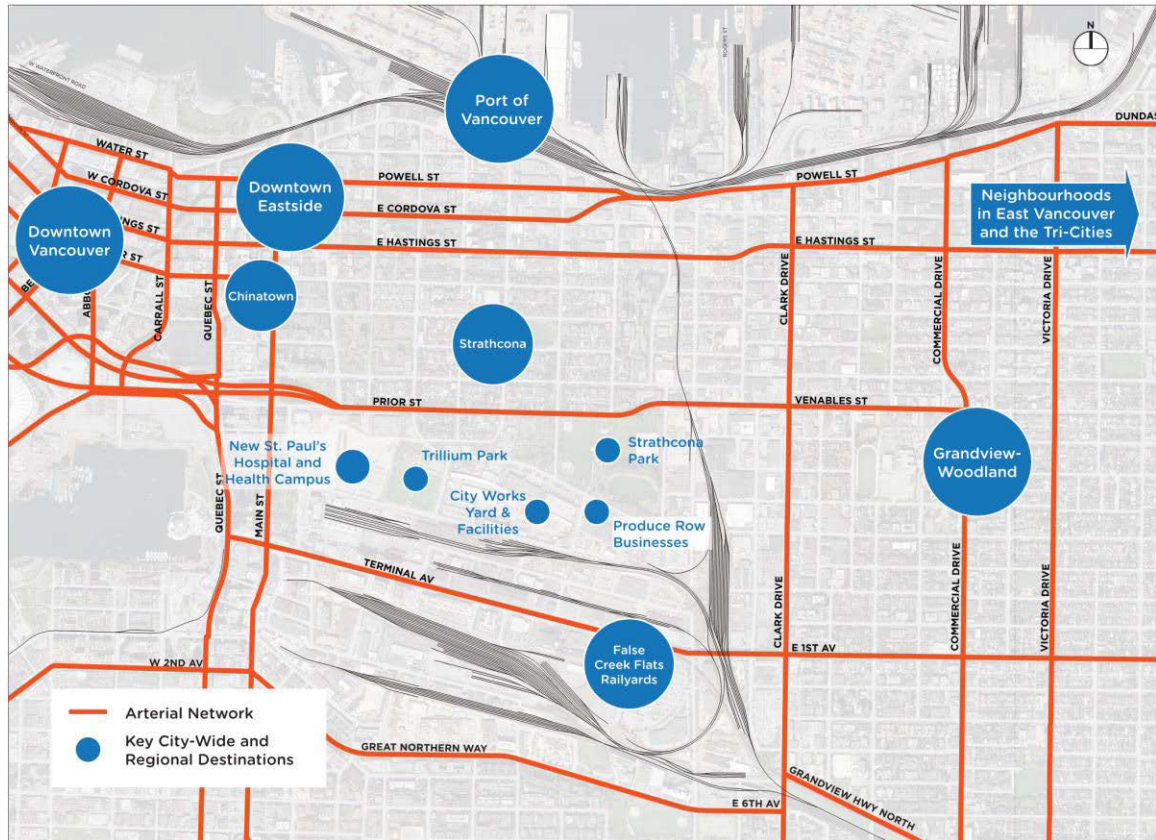 N
W WATERFRONT ROAD
ROGERS ST
Port of
Vancouver
DUNDAS
WATER ST
W CORDOVA ST
Downtown
Eastside
POWELL ST
POWELL ST
E CORDOVA ST
Neighbourhoods
in East Vancouver
and the Tri-Cities
Downtown
Vancouver
E HASTINGS ST
E HASTINGS ST
CARRALL ST
QUEBEC ST
Chinatown
CLARK DRIVE
COMMERCIAL DRIVE
VICTORIA DRIVE
Strathcona
PRIOR ST
VENABLES ST
New St. Paul's
Hospital and
Health Campus
Trillium Park
Strathcona
Park
Grandview-
Woodland
City Works
Yard &
Facilities
Produce Row
Businesses
QUEBEC ST
MAIN ST
TERMINAL AV
CLARK DRIVE
COMMERCIAL DRIVE
VICTORIA DRIVE
False
Creek Flats
Railyards
E 1ST AV
W 2ND AV
Arterial Network
Key City-Wide and
Regional Destinations
GREAT NORTHERN WAY
E 6TH AV
GRANDVIEW HWY NORTH